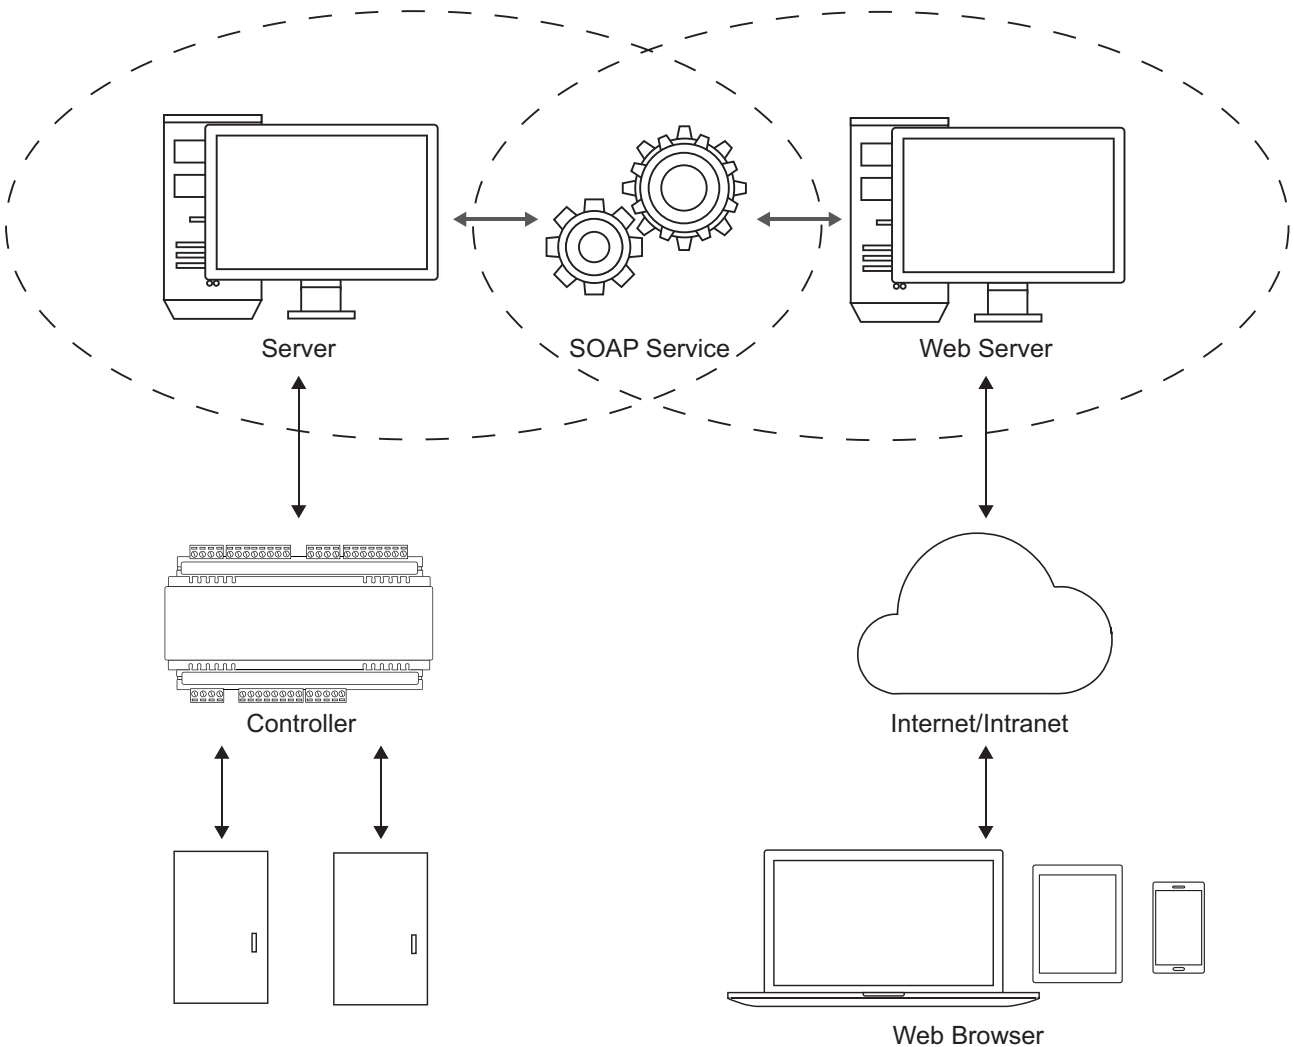 Server
SOAP Service
Web Server
Controller
Internet/Intranet
Web Browser